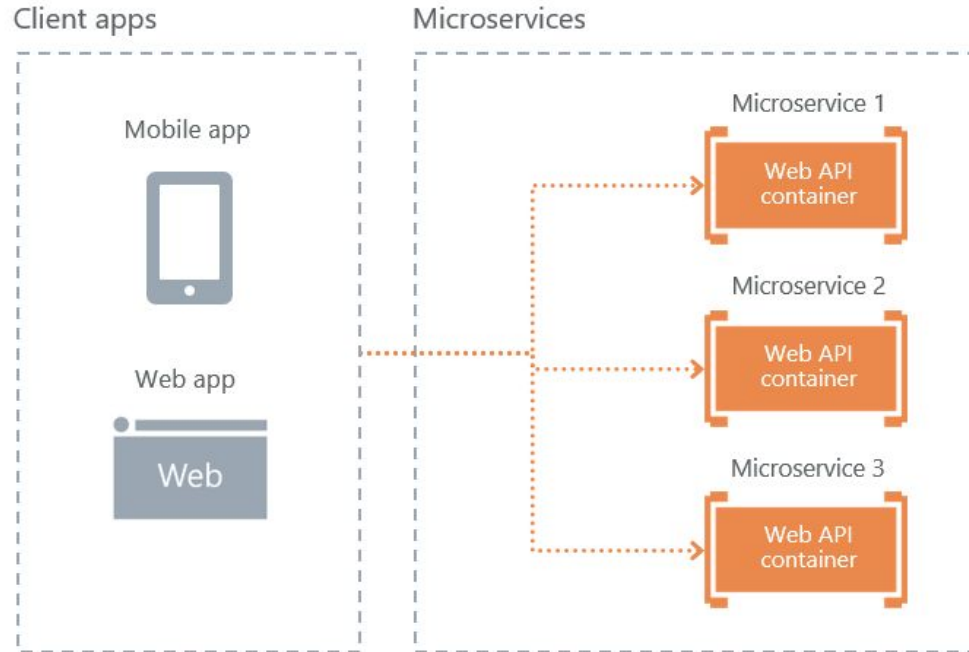 Client apps
Microservices
Mobile app
Web app
Web
Microservice 1
Web API
container
Microservice 2
Web API
container
Microservice 3
Web API
container